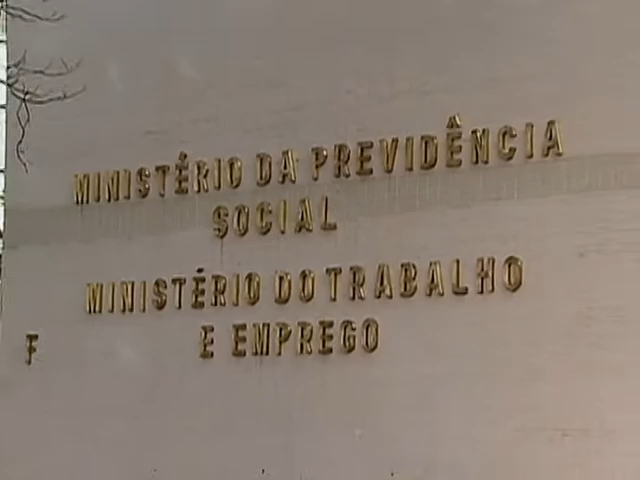 MINISTÉRIO DA PREVIDÊNCIA
SOCIAL
MINISTÉRIO DO TRABALHO
E EMPREGO
F